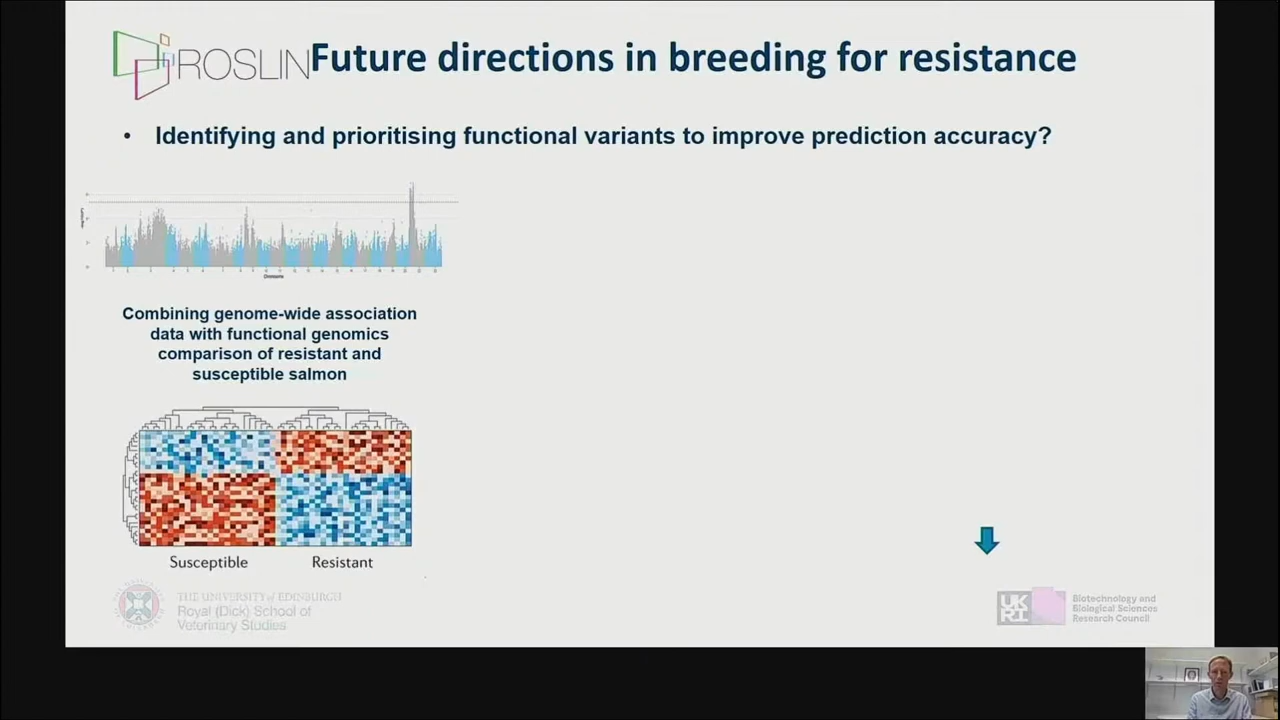 ROSLIN
Future directions in breeding for resistance
• Identifying and prioritising functional variants to improve prediction accuracy?
Combining genome-wide association
data with functional genomics
comparison of resistant and
susceptible salmon
Susceptible Resistant
THE UNIVERSITY of EDINBURGH
Royal (Dick) School of
Veterinary Studies
UK
RI
Biotechnology and
Biological Sciences
Research Council